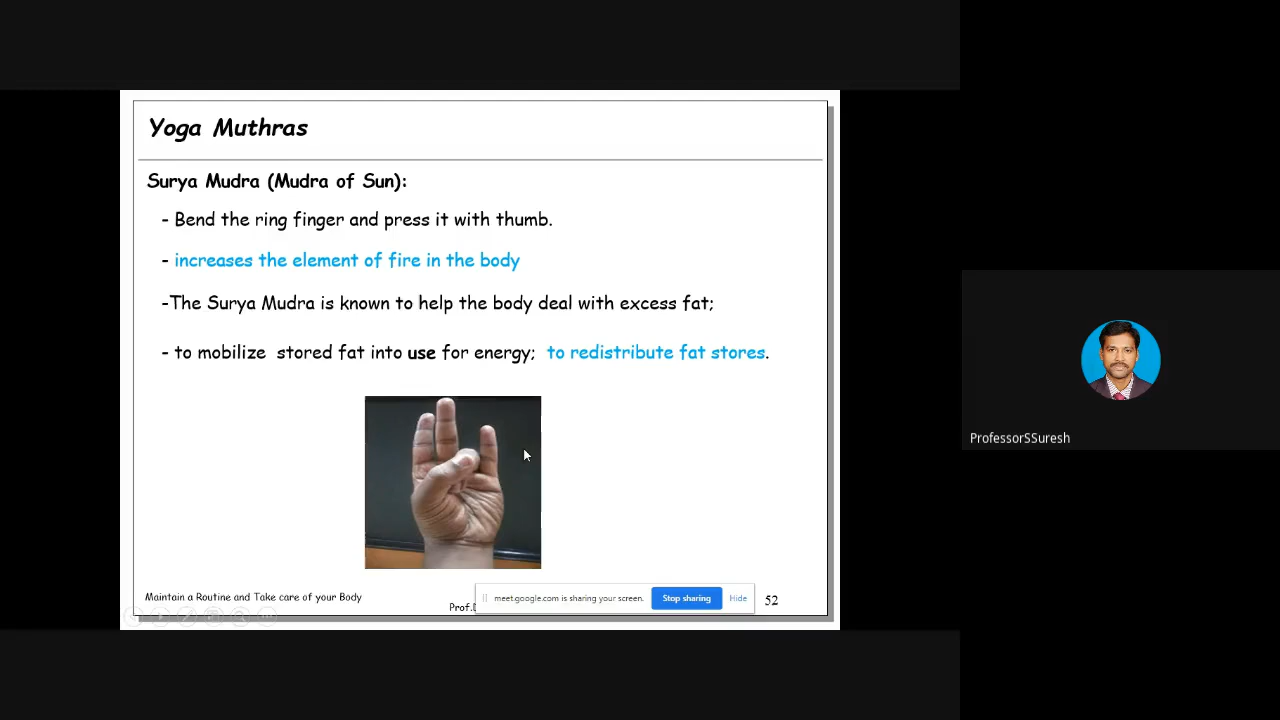 Yoga Muthras
Surya Mudra (Mudra of Sun):
- Bend the ring finger and press it with thumb.
- increases the element of fire in the body
-The Surya Mudra is known to help the body deal with excess fat;
- to mobilize stored fat into use for energy; to redistribute fat stores.
ProfessorSSuresh
Maintain a Routine and Take care of your Body
Prof.
meet.google.com is sharing your screen.
Stop sharing
Hide
52